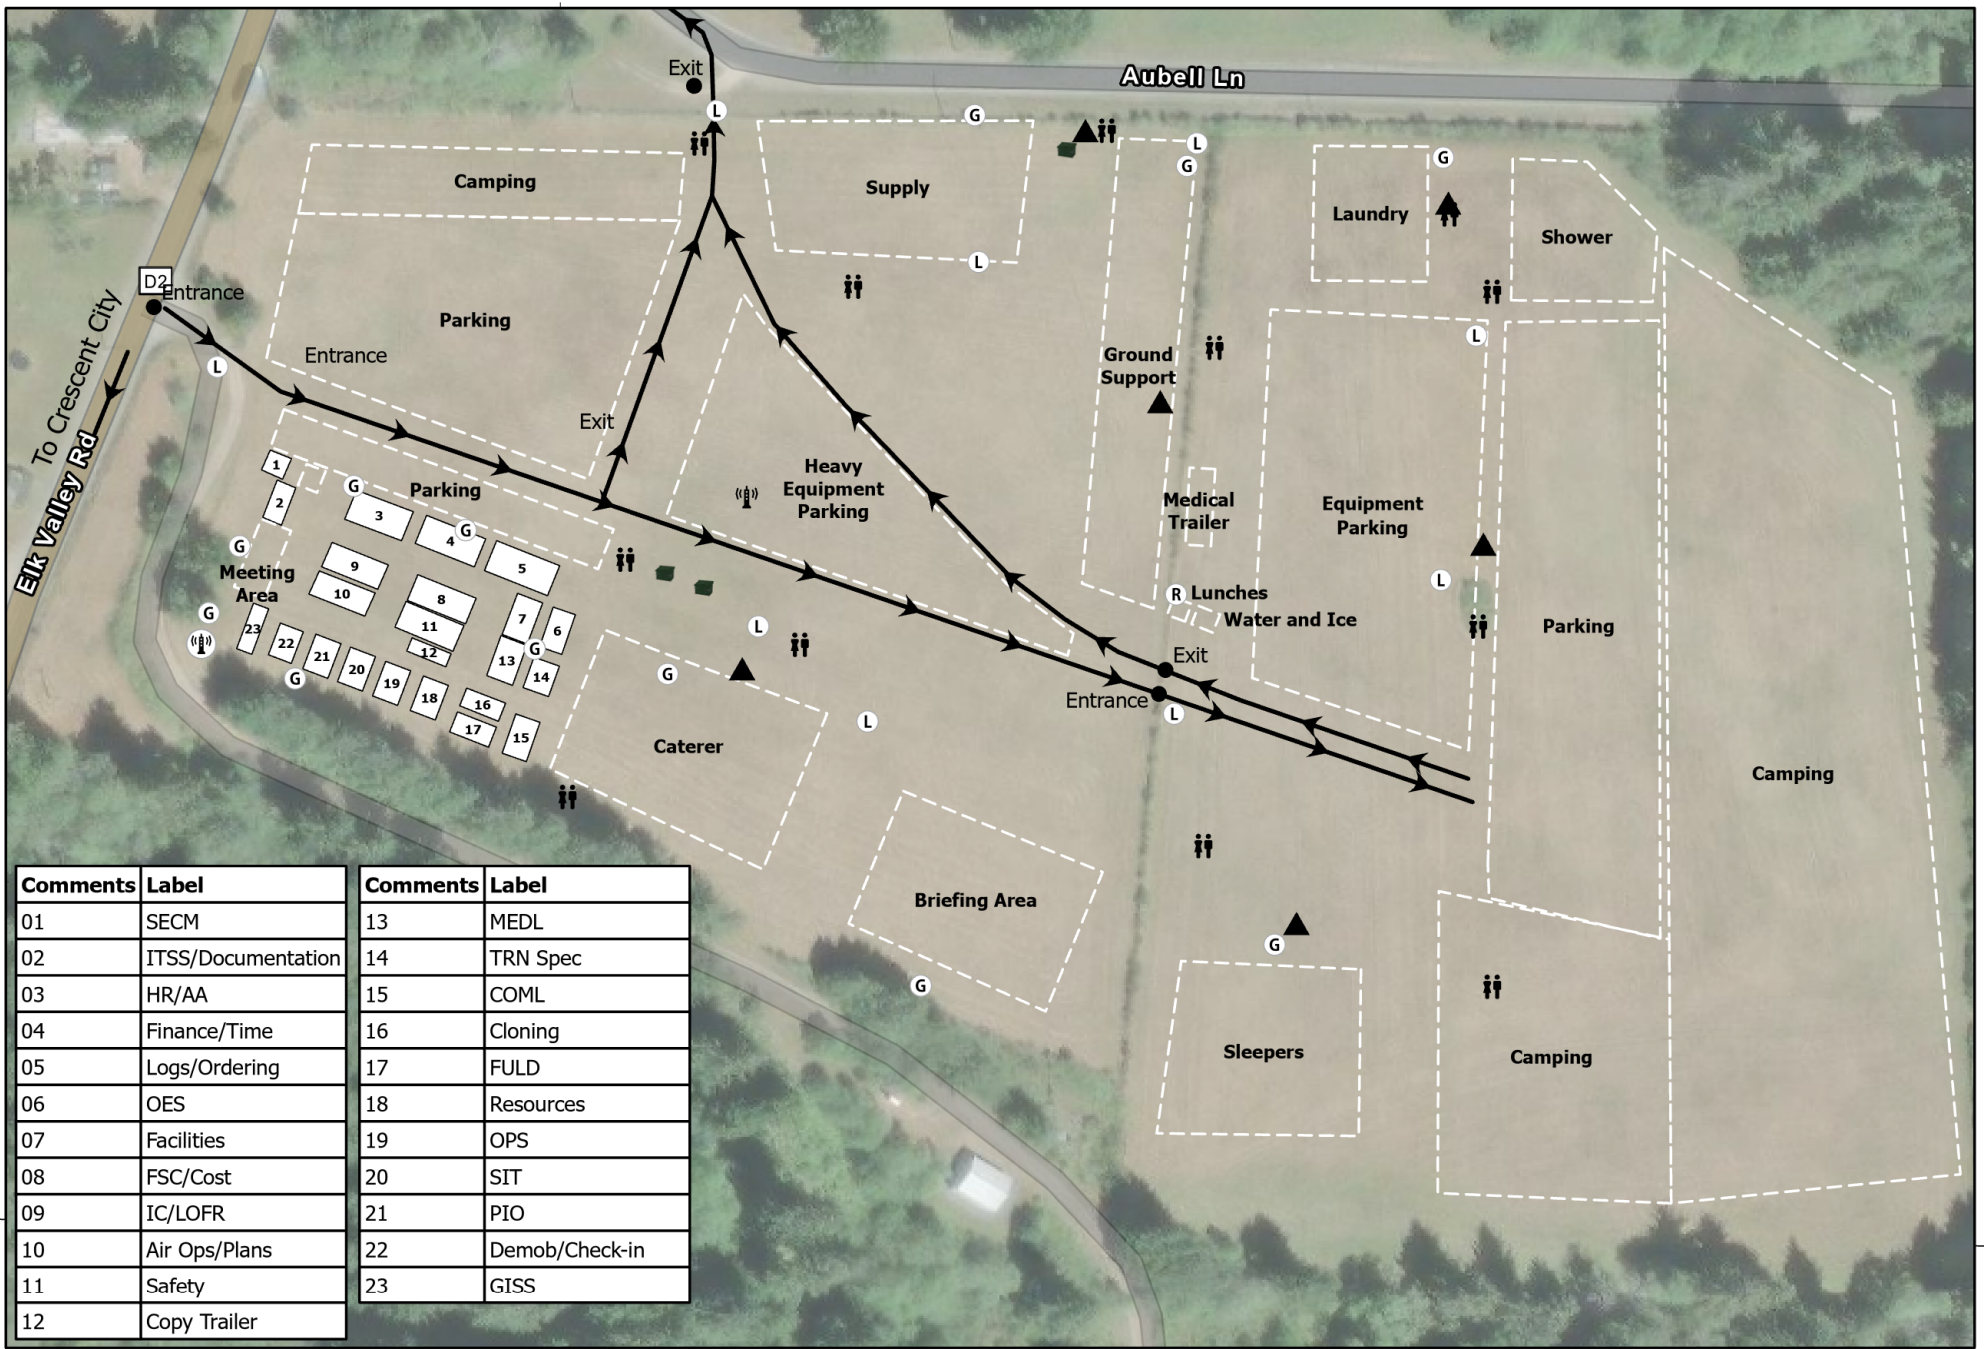 Aubell Ln
Exit
L
G
L
G
G
Camping
Supply
Laundry
Shower
D2
Entrance
L
Parking
L
Entrance
L
To Crescent City
Elk Valley Rd
Ground
Support
Exit
Heavy
Equipment
Parking
Parking
Medical
Trailer
Equipment
Parking
1
2
G
3
G
4
5
G
Meeting
Area
9
10
8
11
12
7
6
G
13
14
G
23
22
21
20
19
18
16
17
15
G
L
R
Lunches
Water and Ice
L
Parking
Exit
Entrance
L
G
L
Caterer
Camping
Briefing Area
G
G
Sleepers
Camping
Comments Label
01 SECM
02 ITSS/Documentation
03 HR/AA
04 Finance/Time
05 Logs/Ordering
06 OES
07 Facilities
08 FSC/Cost
09 IC/LOFR
10 Air Ops/Plans
11 Safety
12 Copy Trailer
Comments Label
13 MEDL
14 TRN Spec
15 COML
16 Cloning
17 FULD
18 Resources
19 OPS
20 SIT
21 PIO
22 Demob/Check-in
23 GISS